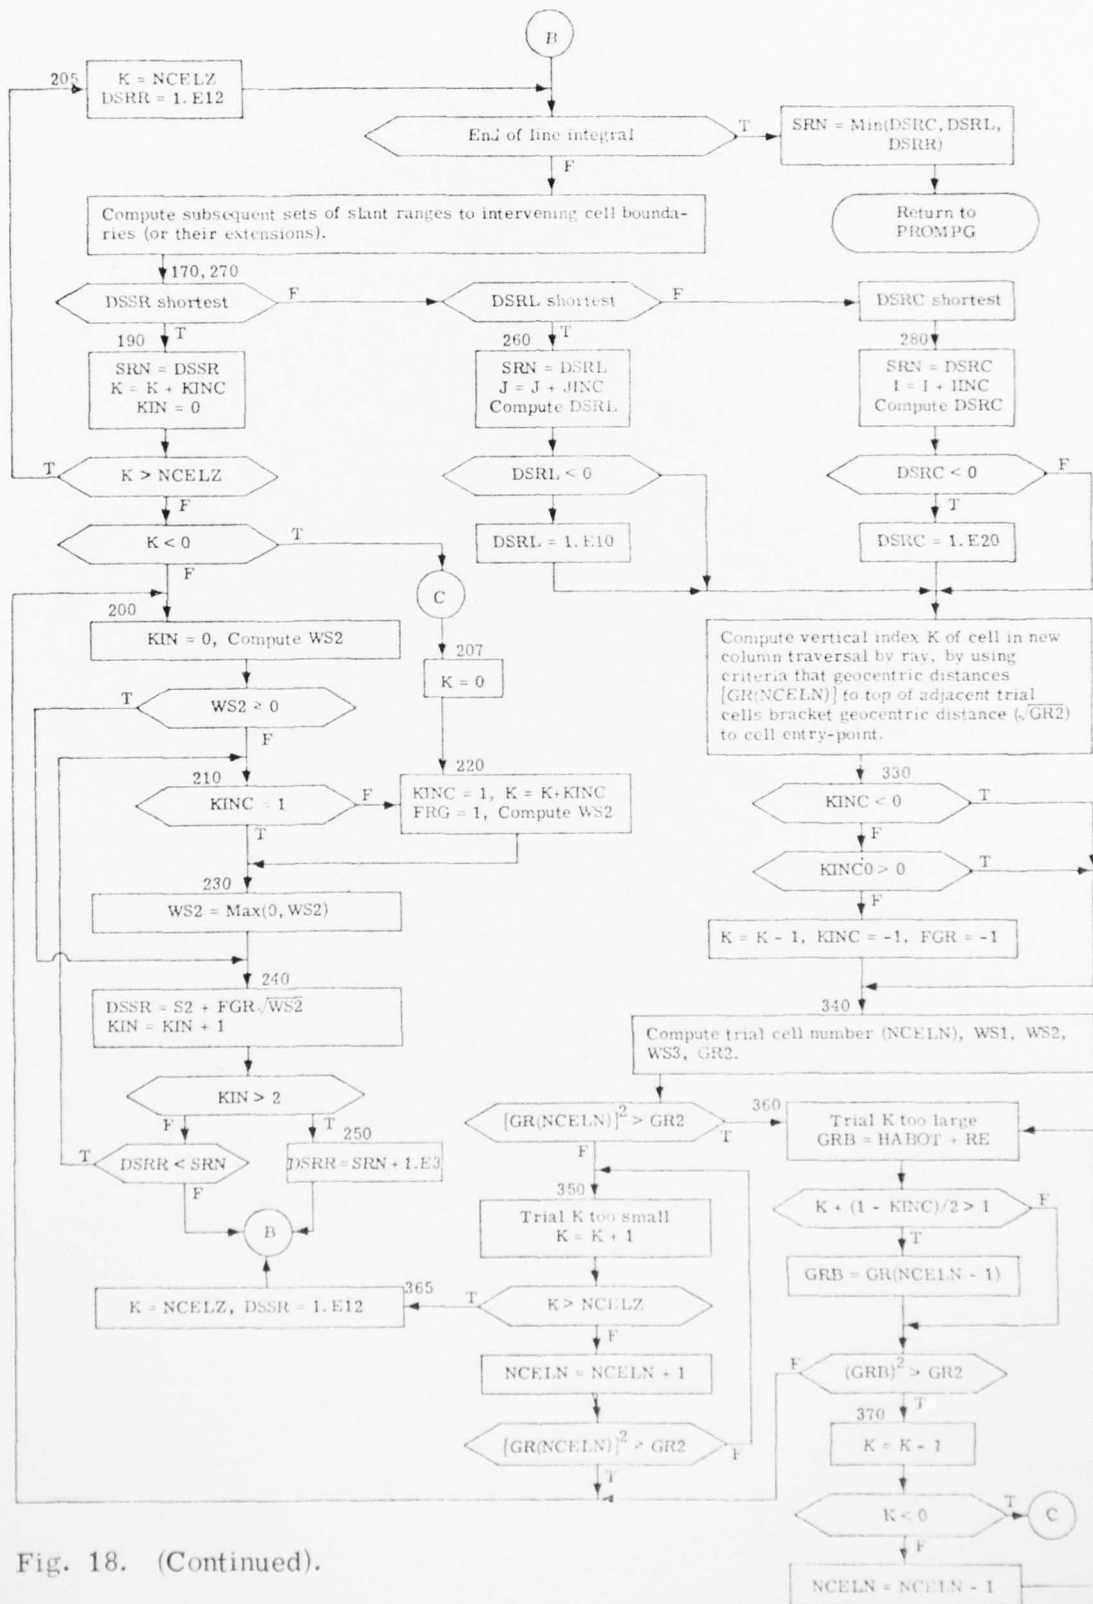 B
205
K = NCELZ
DSRR = 1.E12
End of line integral
T
SRN = Min(DSRC, DSRL,
DSRR)
F
Return to
PROMPG
Compute subsequent sets of slant ranges to intervening cell bounda-
ries (or their extensions).
170, 270
DSSR shortest
F
DSRL shortest
F
DSRC shortest
T
T
190
SRN = DSSR
K = K + KINC
KIN = 0
260
SRN = DSRL
J = J + JINC
Compute DSRL
280
SRN = DSRC
I = I + IINC
Compute DSRC
T
K > NCELZ
F
DSRL < 0
DSRC < 0
F
T
K < 0
T
F
DSRL = 1.E10
DSRC = 1.E20
C
200
KIN = 0, Compute WS2
207
K = 0
Compute vertical index K of cell in new
column traversal by ray, by using
criteria that geocentric distances
[GR(NCELN)] to top of adjacent trial
cells bracket geocentric distance (√GR2)
to cell entry-point.
T
WS2 ≥ 0
F
210
KINC = 1
F
T
220
KINC = 1, K = K+KINC
FRG = 1, Compute WS2
330
KINC < 0
T
F
KINC0 > 0
T
F
230
WS2 = Max(0, WS2)
K = K - 1, KINC = -1, FGR = -1
240
DSSR = S2 + FGR√WS2
KIN = KIN + 1
340
Compute trial cell number (NCELN), WS1, WS2,
WS3, GR2.
KIN > 2
F
T
[GR(NCELN)]² > GR2
T
F
360
Trial K too large
GRB = HABOT + RE
T
DSRR < SRN
F
250
DSRR = SRN + 1.E3
350
Trial K too small
K = K + 1
K + (1 - KINC)/2 > 1
F
T
B
GRB = GR(NCELN - 1)
K = NCELZ, DSSR = 1.E12
365
T
K > NCELZ
F
NCELN = NCELN + 1
F
(GRB)² > GR2
T
[GR(NCELN)]² ≥ GR2
F
T
370
K = K - 1
K < 0
T
C
F
NCELN = NCELN - 1
Fig. 18. (Continued).